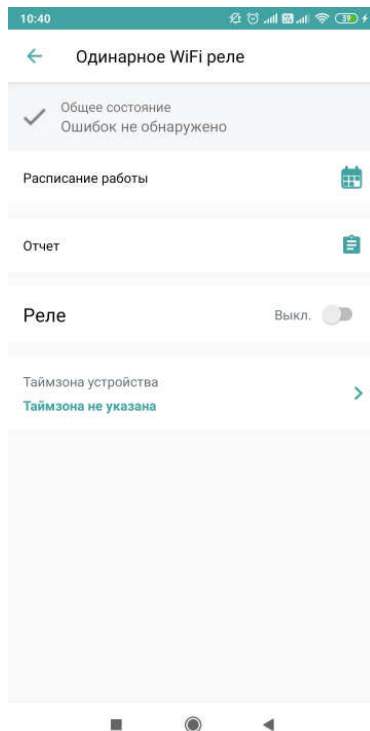 10:40
39
Одинарное WiFi реле
Общее состояние
Ошибок не обнаружено
Расписание работы
Отчет
Реле
Выкл.
Таймзона устройства
Таймзона не указана